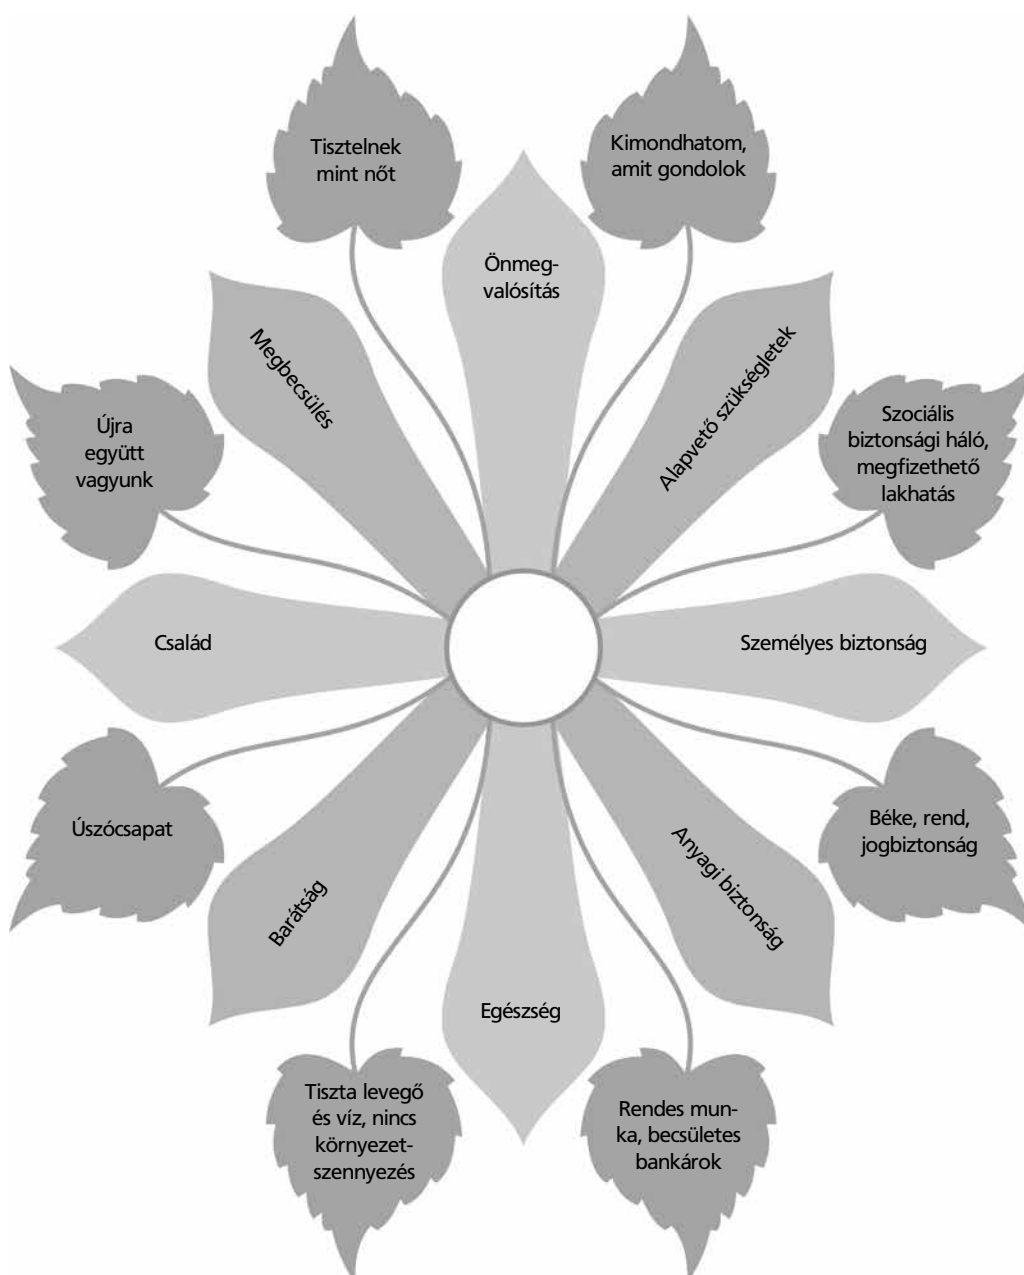 Tisztelnek
mint nőt
Kimondhatom,
amit gondolok
Önmeg-
valósítás
Megbecsülés
Alapvető szükségletek
Újra
együtt
vagyunk
Szociális
biztonsági háló,
megfizethető
lakhatás
Család
Személyes biztonság
Úszócsapat
Béke, rend,
jogbiztonság
Barátság
Anyagi biztonság
Egészség
Tiszta levegő
és víz, nincs
környezet-
szennyezés
Rendes mun-
ka, becsületes
bankárok